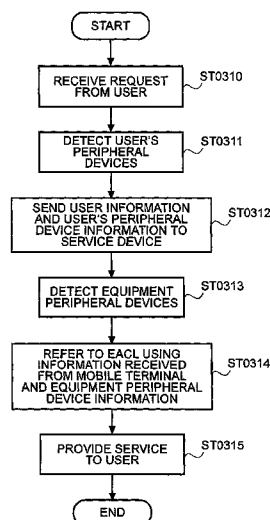 START
RECEIVE REQUEST
FROM USER
ST0310
DETECT USER'S
PERIPHERAL
DEVICES
ST0311
SEND USER INFORMATION
AND USER'S PERIPHERAL
DEVICE INFORMATION TO
SERVICE DEVICE
ST0312
DETECT EQUIPMENT
PERIPHERAL DEVICES
ST0313
REFER TO EACL USING
INFORMATION RECEIVED
FROM MOBILE TERMINAL
AND EQUIPMENT PERIPHERAL
DEVICE INFORMATION
ST0314
PROVIDE SERVICE
TO USER
ST0315
END